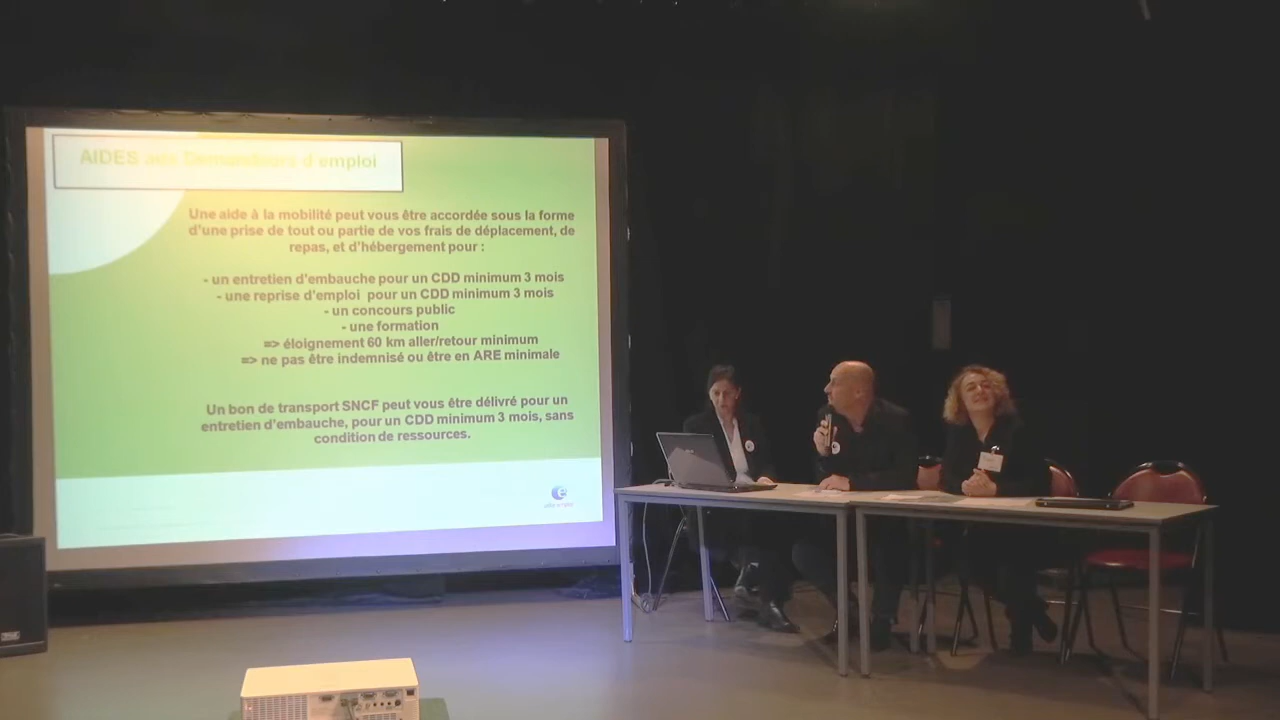 AIDES aux Demandeurs d'emploi
Une aide à la mobilité peut vous être accordée sous la forme
d'une prise de tout ou partie de vos frais de déplacement, de
repas, et d'hébergement pour :
- un entretien d'embauche pour un CDD minimum 3 mois
- une reprise d'emploi pour un CDD minimum 3 mois
- un concours public
- une formation
=> éloignement 60 km aller/retour minimum
=> ne pas être indemnisé ou être en ARE minimale
Un bon de transport SNCF peut vous être délivré pour un
entretien d'embauche, pour un CDD minimum 3 mois, sans
condition de ressources.
pôle emploi